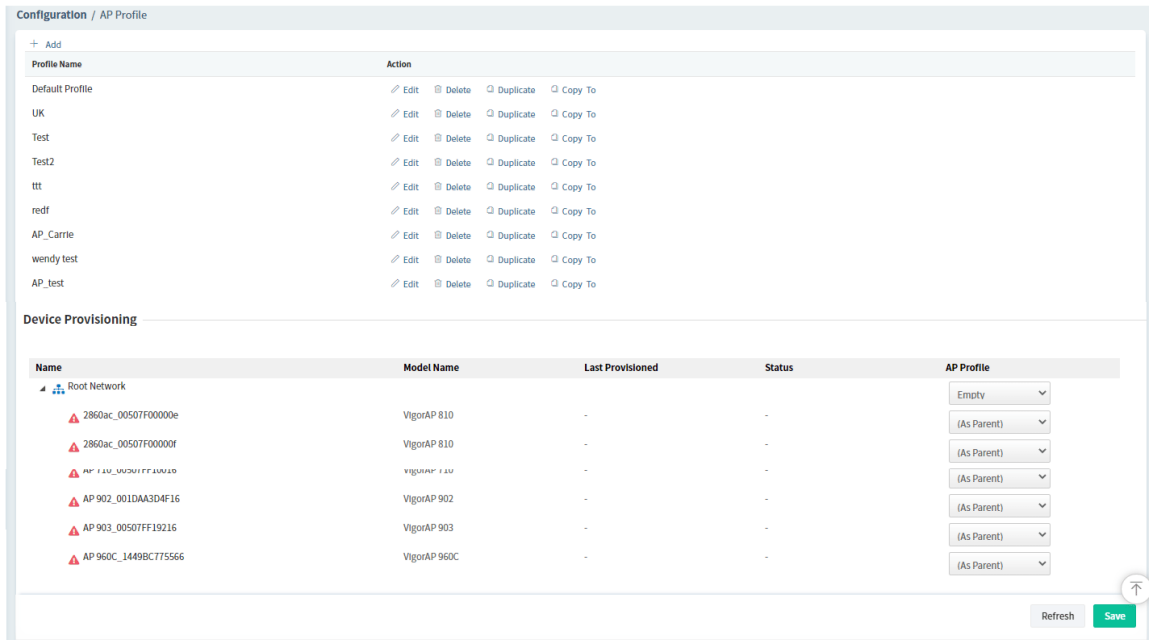 Configuration / AP Profile
+ Add
Profile Name Action
Default Profile Edit Delete Duplicate Copy To
UK Edit Delete Duplicate Copy To
Test Edit Delete Duplicate Copy To
Test2 Edit Delete Duplicate Copy To
ttt Edit Delete Duplicate Copy To
redf Edit Delete Duplicate Copy To
AP_Carrie Edit Delete Duplicate Copy To
wendy test Edit Delete Duplicate Copy To
AP_test Edit Delete Duplicate Copy To
Device Provisioning
Name Model Name Last Provisioned Status AP Profile
Root Network Empty
2860ac_00507F00000e VigorAP 810 - - (As Parent)
2860ac_00507F00000f VigorAP 810 - - (As Parent)
AP 710_00507FF10016 VigorAP 710 - - (As Parent)
AP 902_001DAA3D4F16 VigorAP 902 - - (As Parent)
AP 903_00507FF19216 VigorAP 903 - - (As Parent)
AP 960C_1449BC775566 VigorAP 960C - - (As Parent)
Refresh Save